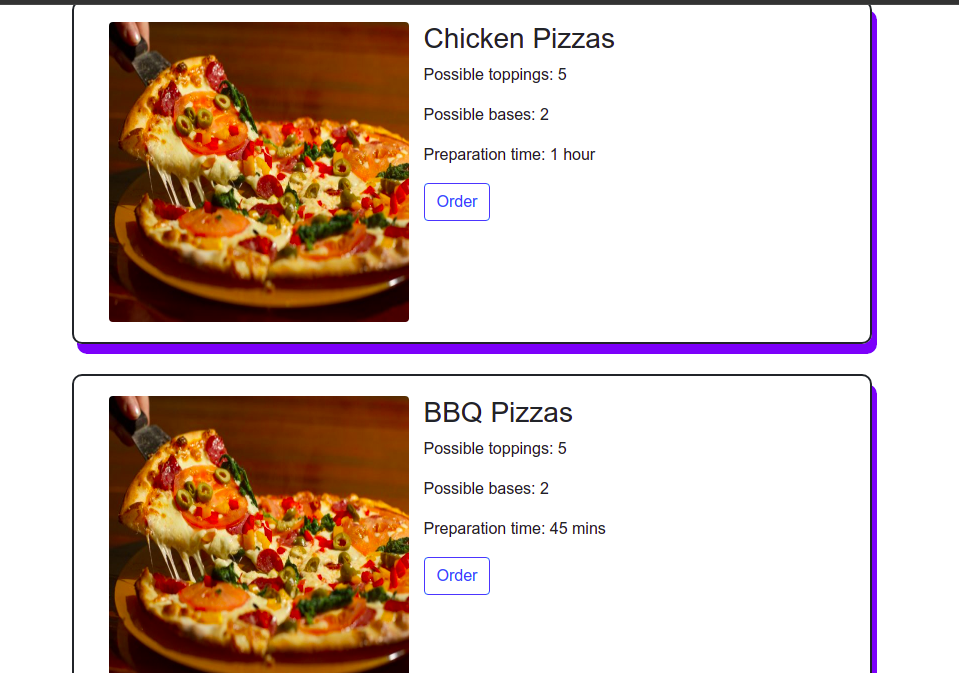 Chicken Pizzas
Possible toppings: 5
Possible bases: 2
Preparation time: 1 hour
Order
BBQ Pizzas
Possible toppings: 5
Possible bases: 2
Preparation time: 45 mins
Order